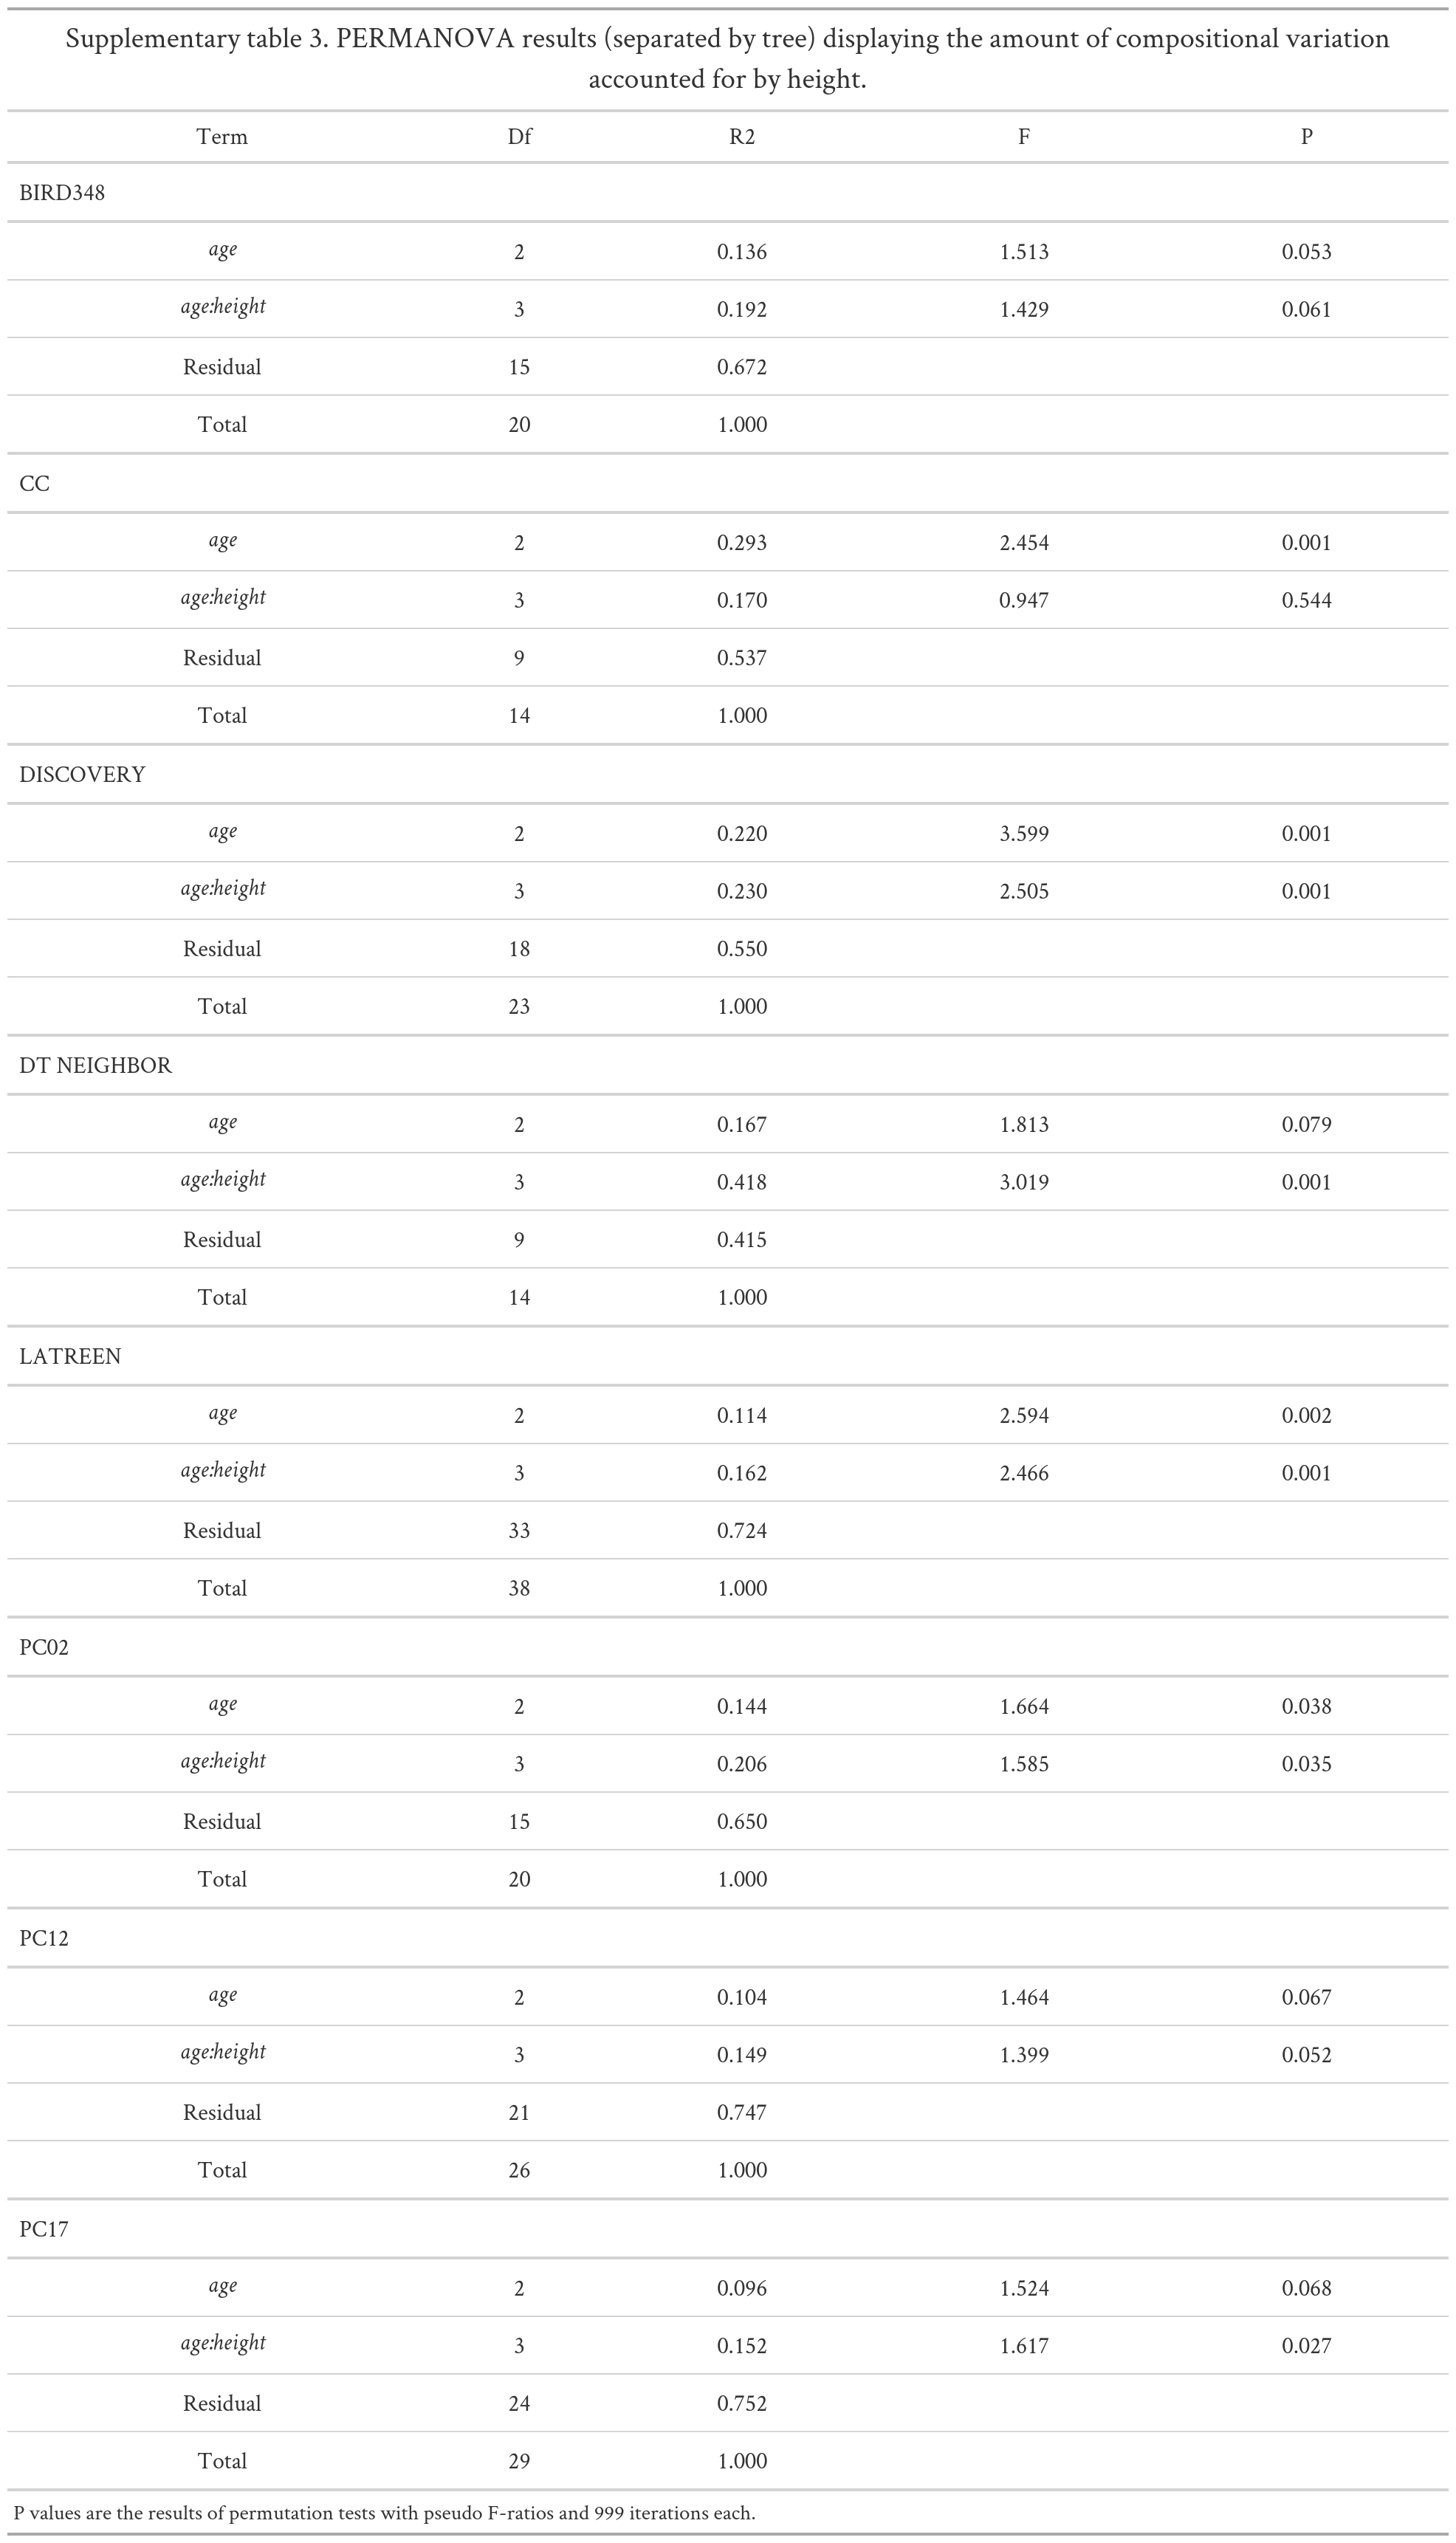 Supplementary table 3. PERMANOVA results (separated by tree) displaying the amount of compositional variation
accounted for by height.
Term Df R2 F P
BIRD348
age 2 0.136 1.513 0.053
age:height 3 0.192 1.429 0.061
Residual 15 0.672
Total 20 1.000
CC
age 2 0.293 2.454 0.001
age:height 3 0.170 0.947 0.544
Residual 9 0.537
Total 14 1.000
DISCOVERY
age 2 0.220 3.599 0.001
age:height 3 0.230 2.505 0.001
Residual 18 0.550
Total 23 1.000
DT NEIGHBOR
age 2 0.167 1.813 0.079
age:height 3 0.418 3.019 0.001
Residual 9 0.415
Total 14 1.000
LATREEN
age 2 0.114 2.594 0.002
age:height 3 0.162 2.466 0.001
Residual 33 0.724
Total 38 1.000
PC02
age 2 0.144 1.664 0.038
age:height 3 0.206 1.585 0.035
Residual 15 0.650
Total 20 1.000
PC12
age 2 0.104 1.464 0.067
age:height 3 0.149 1.399 0.052
Residual 21 0.747
Total 26 1.000
PC17
age 2 0.096 1.524 0.068
age:height 3 0.152 1.617 0.027
Residual 24 0.752
Total 29 1.000
P values are the results of permutation tests with pseudo F-ratios and 999 iterations each.